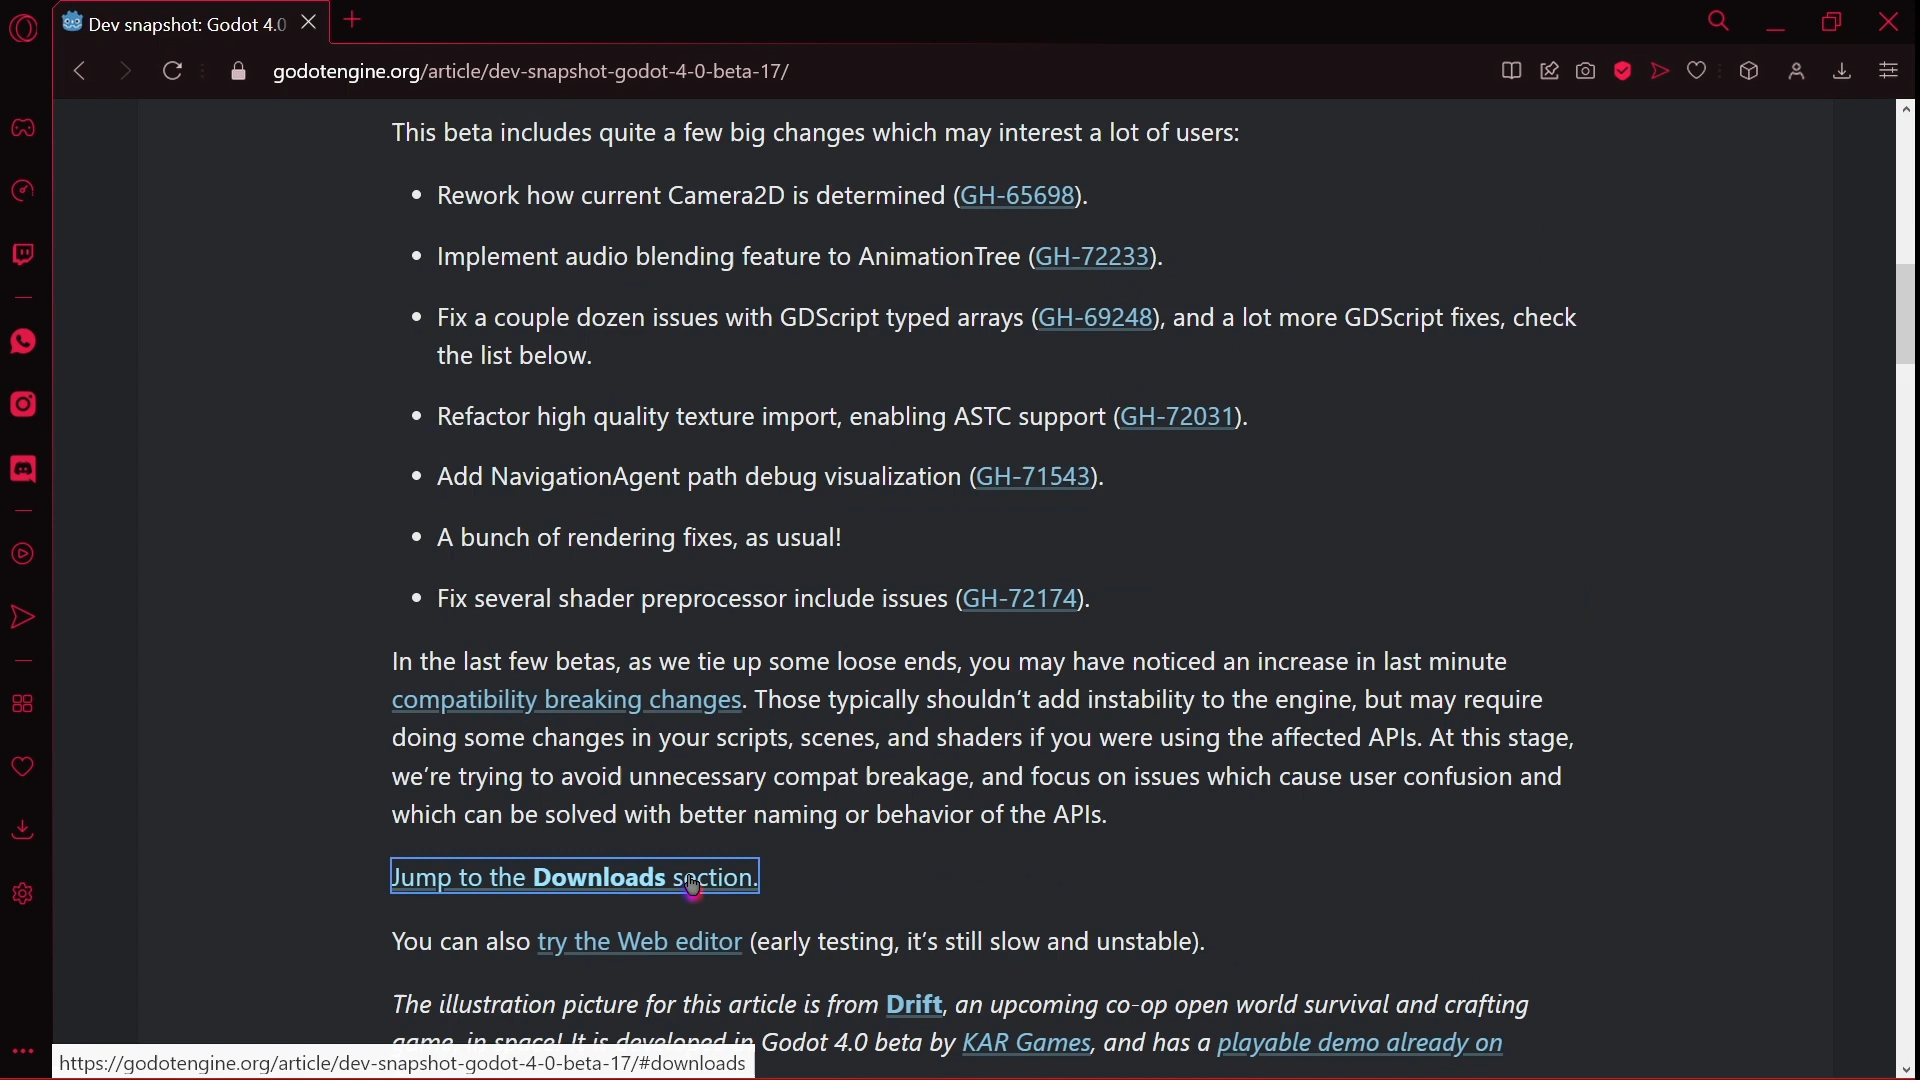 Dev snapshot: Godot 4.0
godotengine.org/article/dev-snapshot-godot-4-0-beta-17/
This beta includes quite a few big changes which may interest a lot of users:
• Rework how current Camera2D is determined (GH-65698).
• Implement audio blending feature to AnimationTree (GH-72233).
• Fix a couple dozen issues with GDScript typed arrays (GH-69248), and a lot more GDScript fixes, check
the list below.
• Refactor high quality texture import, enabling ASTC support (GH-72031).
• Add NavigationAgent path debug visualization (GH-71543).
• A bunch of rendering fixes, as usual!
• Fix several shader preprocessor include issues (GH-72174).
In the last few betas, as we tie up some loose ends, you may have noticed an increase in last minute
compatibility breaking changes. Those typically shouldn't add instability to the engine, but may require
doing some changes in your scripts, scenes, and shaders if you were using the affected APIs. At this stage,
we're trying to avoid unnecessary compat breakage, and focus on issues which cause user confusion and
which can be solved with better naming or behavior of the APIs.
Jump to the Downloads section.
You can also try the Web editor (early testing, it's still slow and unstable).
The illustration picture for this article is from Drift, an upcoming co-op open world survival and crafting
game, in space! It is developed in Godot 4.0 beta by KAR Games, and has a playable demo already on
https://godotengine.org/article/dev-snapshot-godot-4-0-beta-17/#downloads